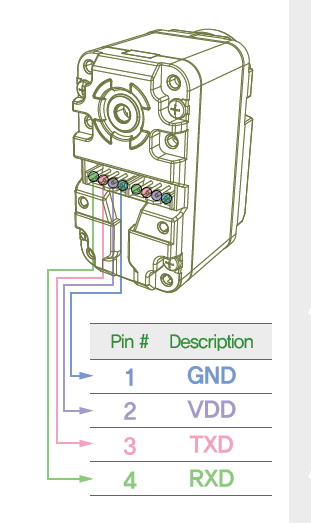 Pin # Description
1 GND
2 VDD
3 TXD
4 RXD